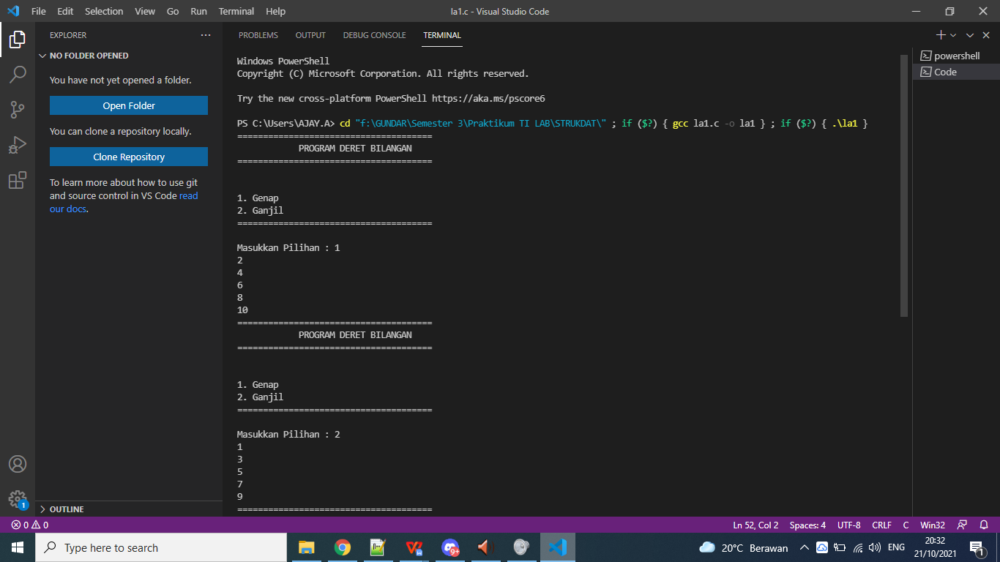 File Edit Selection View Go Run Terminal Help
la1.c - Visual Studio Code
EXPLORER
NO FOLDER OPENED
You have not yet opened a folder.
Open Folder
You can clone a repository locally.
Clone Repository
To learn more about how to use git
and source control in VS Code read
our docs.
OUTLINE
PROBLEMS OUTPUT DEBUG CONSOLE TERMINAL
Windows PowerShell
Copyright (C) Microsoft Corporation. All rights reserved.
Try the new cross-platform PowerShell https://aka.ms/pscore6
PS C:\Users\AJAY.A> cd "f:\GUNDAR\Semester 3\Praktikum TI LAB\STRUKDAT\" ; if ($?) { gcc la1.c -o la1 } ; if ($?) { .\la1 }
======================================
PROGRAM DERET BILANGAN
======================================
1. Genap
2. Ganjil
======================================
Masukkan Pilihan : 1
2
4
6
8
10
======================================
PROGRAM DERET BILANGAN
======================================
1. Genap
2. Ganjil
======================================
Masukkan Pilihan : 2
1
3
5
7
9
======================================
powershell
Code
1
0 0
Ln 52, Col 2 Spaces: 4 UTF-8 CRLF C Win32
Type here to search
9+
20°C Berawan
ENG
20:32
21/10/2021
1